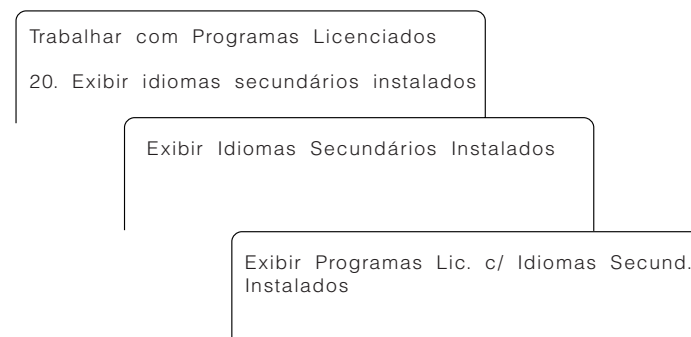 Trabalhar com Programas Licenciados
20. Exibir idiomas secundários instalados
Exibir Idiomas Secundários Instalados
Exibir Programas Lic. c/ Idiomas Secund.
Instalados